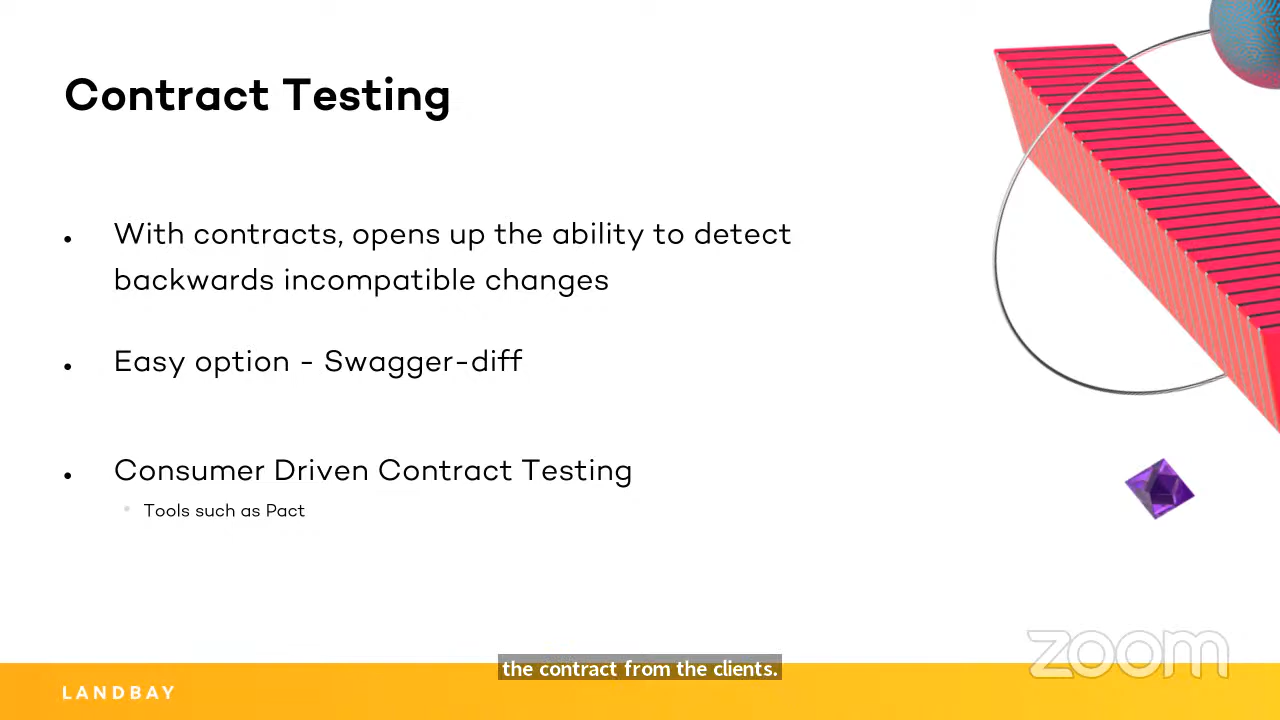 Contract Testing
• With contracts, opens up the ability to detect
backwards incompatible changes
• Easy option - Swagger-diff
• Consumer Driven Contract Testing
• Tools such as Pact
zoom
the contract from the clients.
LANDBAY